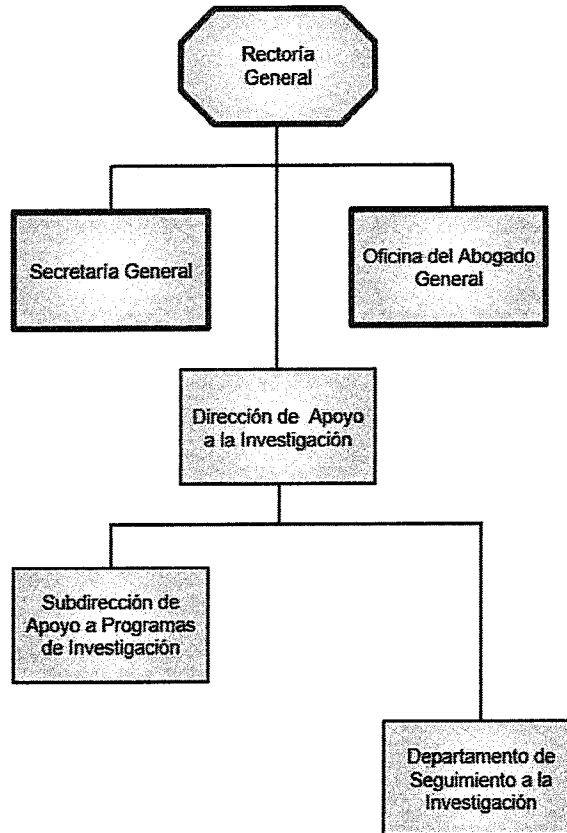 Rectoría
General
Secretaría General
Oficina del Abogado
General
Dirección de Apoyo
a la Investigación
Subdirección de
Apoyo a Programas
de Investigación
Departamento de
Seguimiento a la
Investigación